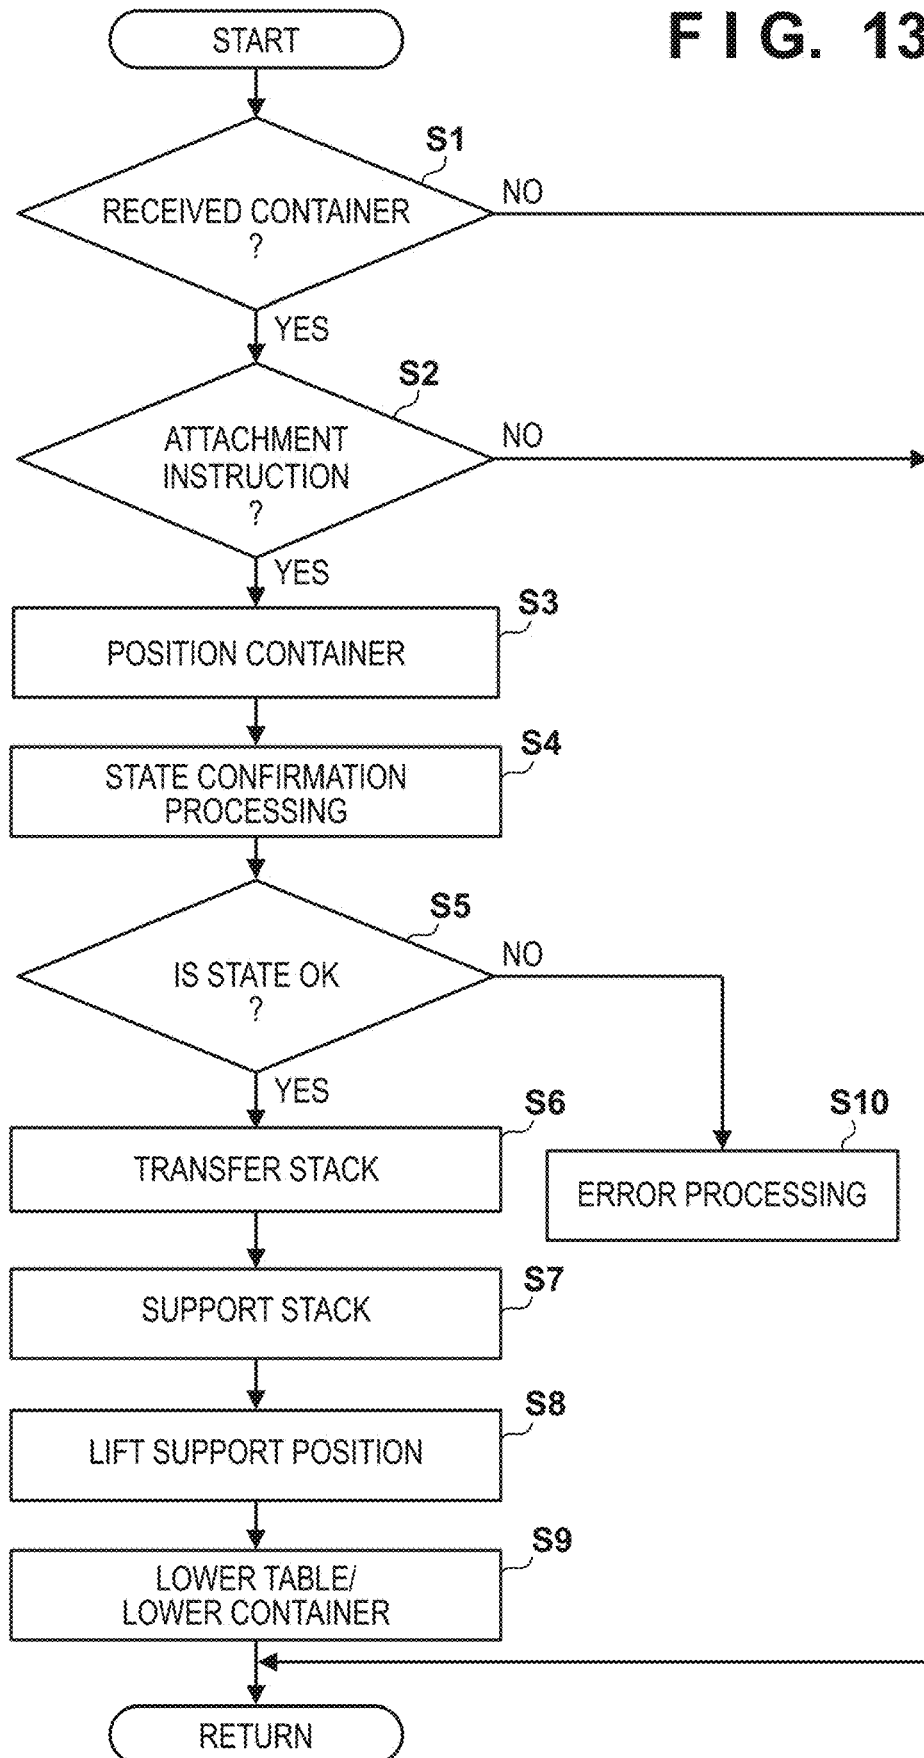 START
FIG. 13
S1
RECEIVED CONTAINER
?
NO
YES
S2
ATTACHMENT
INSTRUCTION
?
NO
YES
S3
POSITION CONTAINER
S4
STATE CONFIRMATION
PROCESSING
S5
IS STATE OK
?
NO
YES
S6
TRANSFER STACK
S10
ERROR PROCESSING
S7
SUPPORT STACK
S8
LIFT SUPPORT POSITION
S9
LOWER TABLE/
LOWER CONTAINER
RETURN